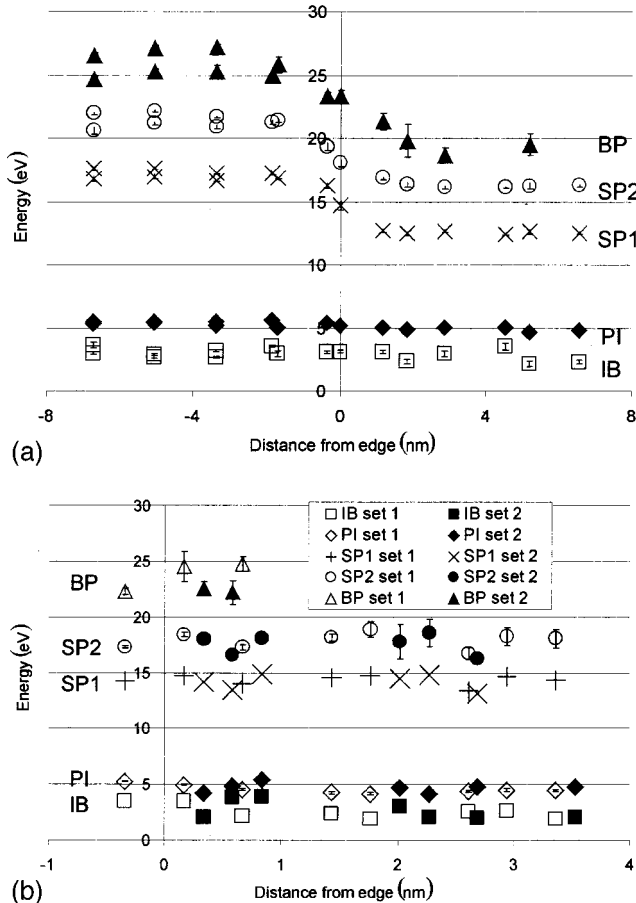 30
25
20
15
10
5
0
Energy (eV)
BP
SP2
SP1
PI
IB
-8
-4
0
4
8
Distance from edge (nm)
(a)
30
25
20
15
10
5
0
Energy (eV)
BP
SP2
SP1
PI
IB
IB set 1
IB set 2
PI set 1
PI set 2
SP1 set 1
SP1 set 2
SP2 set 1
SP2 set 2
BP set 1
BP set 2
-1
0
1
2
3
4
Distance from edge (nm)
(b)